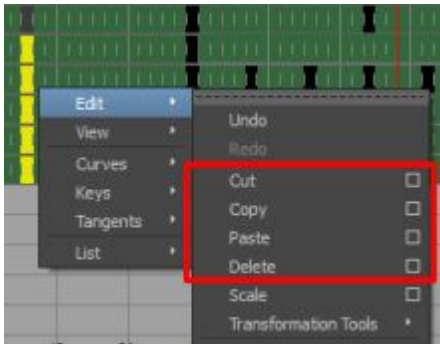 Edit
View
Curves
Keys
Tangents
List
Undo
Redo
Cut
Copy
Paste
Delete
Scale
Transformation Tools